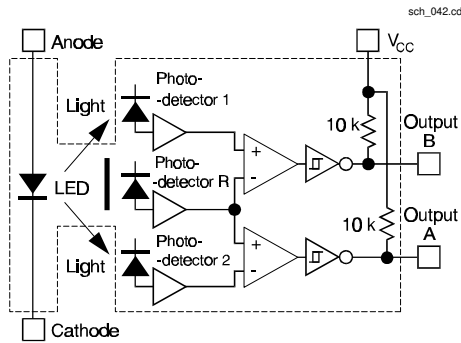 sch_042.cd
Anode
V_CC
Photo-
-detector 1
Light
10 k
Output
B
+
-
Photo-
-detector R
LED
10 k
Output
A
Photo-
-detector 2
+
-
Light
Cathode